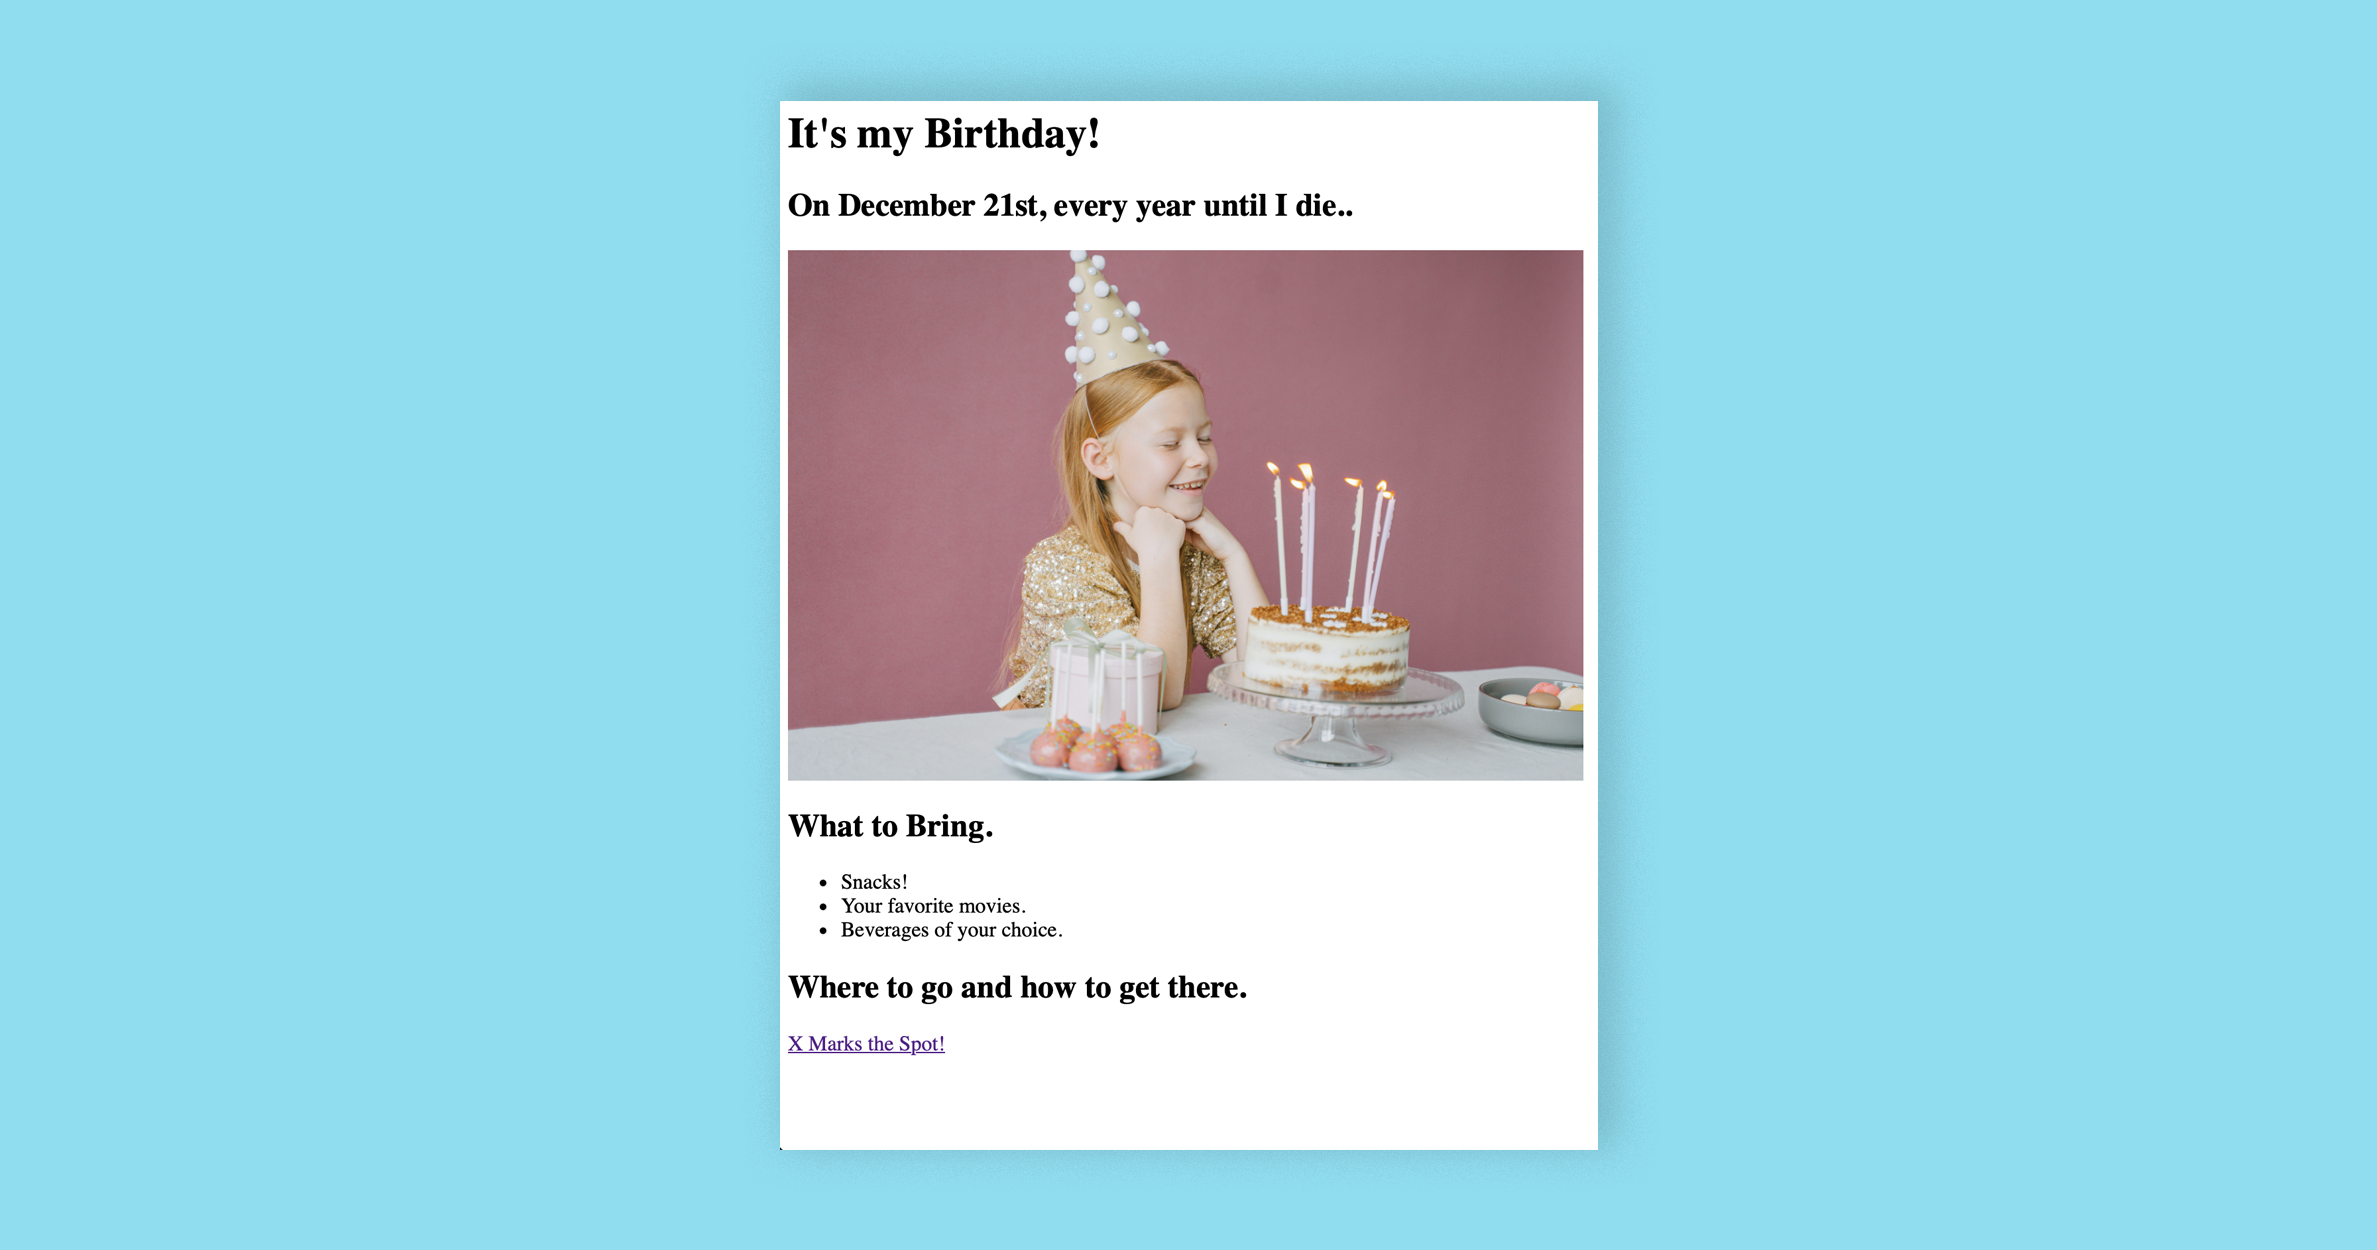 It's my Birthday!
On December 21st, every year until I die..
What to Bring.
Snacks!
Your favorite movies.
Beverages of your choice.
Where to go and how to get there.
X Marks the Spot!